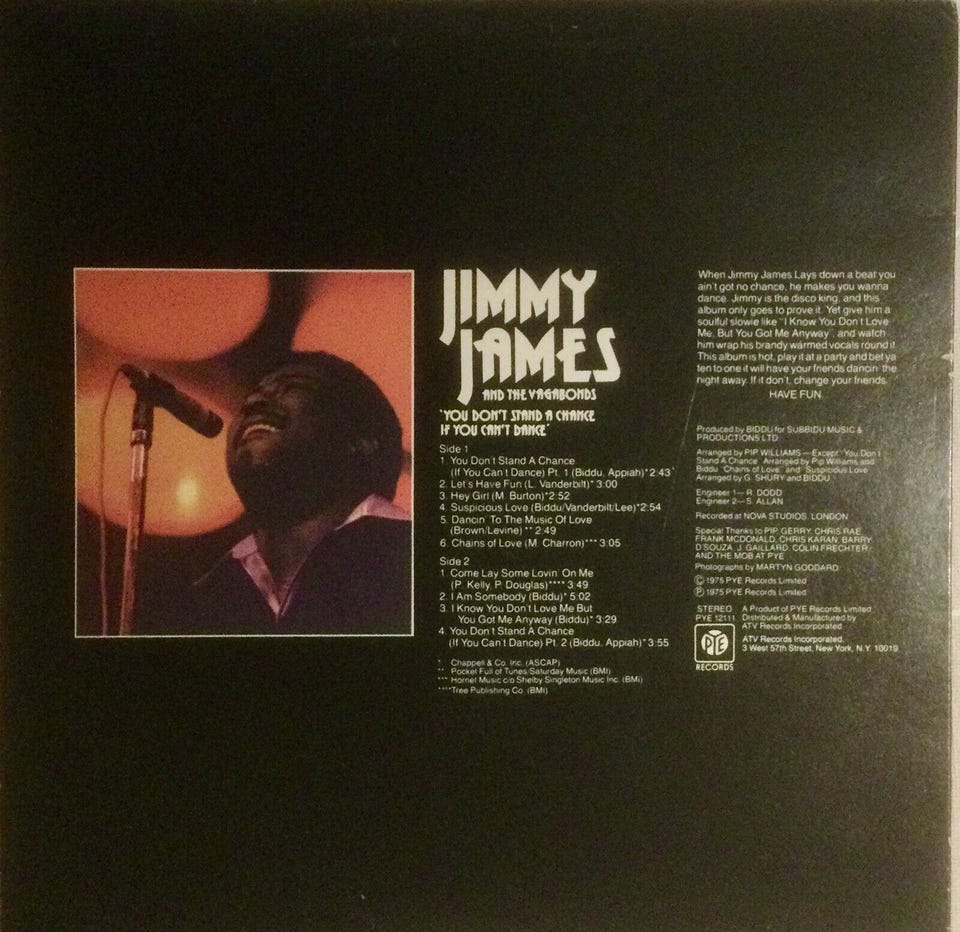 JIMMY
JAMES
AND THE VAGABONDS
'YOU DON'T STAND A CHANCE
IF YOU CAN'T DANCE'
Side 1
1. You Don't Stand A Chance
(If You Can't Dance) Pt. 1 (Biddu, Appiah)*2:43
2. Let's Have Fun (L. Vanderbilt)* 3:00
3. Hey Girl (M. Burton)*2:52
4. Suspicious Love (Biddu/Vanderbilt/Lee)*2:54
5. Dancin' To The Music Of Love
(Brown/Levine) ** 2:49
6. Chains of Love (M. Charron)*** 3:05
Side 2
1. Come Lay Some Lovin' On Me
(P. Kelly, P. Douglas)**** 3:49
2. I Am Somebody (Biddu)* 5:02
3. I Know You Don't Love Me But
You Got Me Anyway (Biddu)* 3:29
4. You Don't Stand A Chance
(If You Can't Dance) Pt. 2 (Biddu, Appiah)* 3:55
* Chappell & Co. Inc. (ASCAP)
** Pocket Full of Tunes/Saturday Music (BMI)
*** Hornet Music c/o Shelby Singleton Music Inc. (BMI)
****Tree Publishing Co. (BMI)
When Jimmy James Lays down a beat you
ain't got no chance, he makes you wanna
dance. Jimmy is the disco king, and this
album only goes to prove it. Yet give him a
soulful slowie like "I Know You Don't Love
Me, But You Got Me Anyway", and watch
him wrap his brandy warmed vocals round it.
This album is hot, play it at a party and bet ya
ten to one it will have your friends dancin' the
night away. If it don't, change your friends.
HAVE FUN
Produced by BIDDU for SUBBIDU MUSIC &
PRODUCTIONS LTD
Arranged by PIP WILLIAMS—Except "You Don't
Stand A Chance" Arranged by Pip Williams and
Biddu "Chains of Love" and "Suspicious Love"
Arranged by G. SHURY and BIDDU
Engineer 1—R. DODD
Engineer 2—S. ALLAN
Recorded at NOVA STUDIOS, LONDON
Special Thanks to PIP, GERRY, CHRIS RAE,
FRANK MCDONALD, CHRIS KARAN, BARRY
D'SOUZA, J. GAILLARD, COLIN FRECHTER,
AND THE MOB AT PYE
Photographs by MARTYN GODDARD
© 1975 PYE Records Limited
℗ 1975 PYE Records Limited
STEREO
PYE 12111
A Product of PYE Records Limited
Distributed & Manufactured by
ATV Records Incorporated
ATV Records Incorporated,
3 West 57th Street, New York, N.Y. 10019
PYE
RECORDS